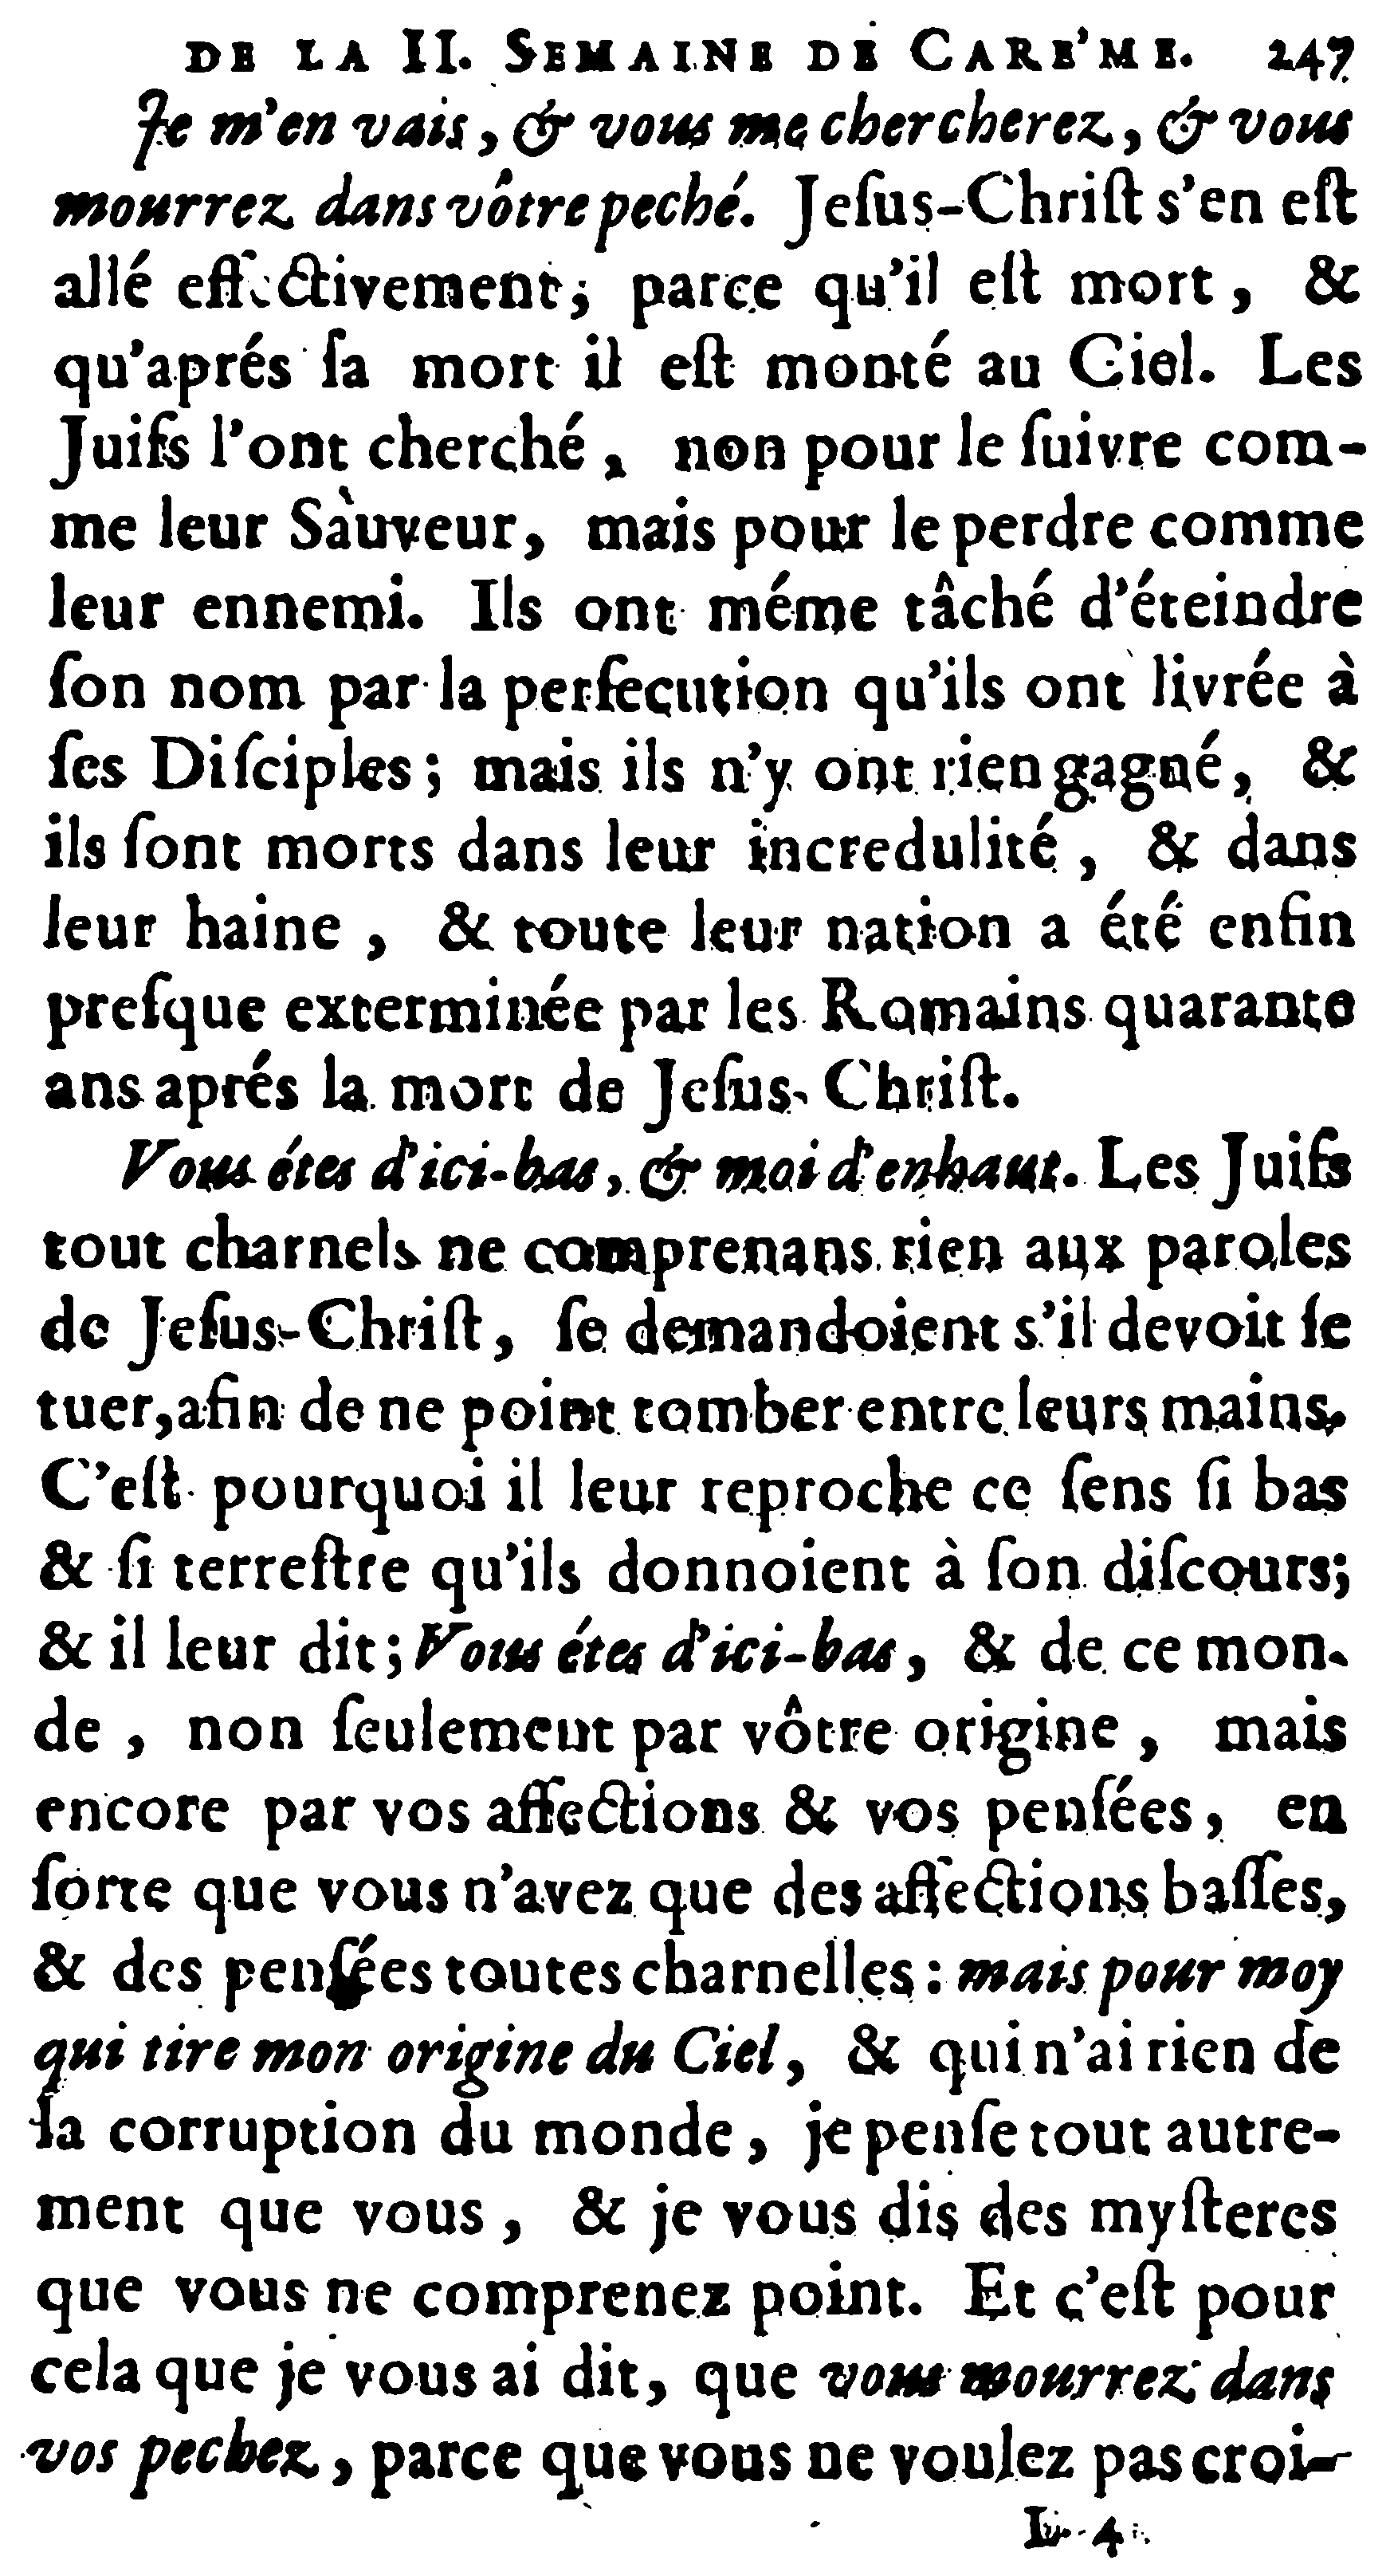 DE LA II. SEMAINE DE CARE'ME. 247
Je m'en vais, & vous me chercherez, & vous
mourrez dans vôtre peché. Jeſus-Chriſt s'en eſt
allé effectivement; parce qu'il eſt mort, &
qu'aprés ſa mort il eſt monté au Ciel. Les
Juifs l'ont cherché, non pour le ſuivre com-
me leur Sauveur, mais pour le perdre comme
leur ennemi. Ils ont méme tâché d'éteindre
ſon nom par la perſecution qu'ils ont livrée à
ſes Diſciples; mais ils n'y ont rien gagné, &
ils ſont morts dans leur incredulité, & dans
leur haine, & toute leur nation a été enfin
preſque exterminée par les Romains quarante
ans aprés la mort de Jeſus-Chriſt.
Vous étes d'ici-bas, & moi d'enhaut. Les Juifs
tout charnels ne comprenans rien aux paroles
de Jeſus-Chriſt, ſe demandoient s'il devoit ſe
tuer, afin de ne point tomber entre leurs mains.
C'eſt pourquoi il leur reproche ce ſens ſi bas
& ſi terreſtre qu'ils donnoient à ſon diſcours;
& il leur dit; Vous étes d'ici-bas, & de ce mon-
de, non ſeulement par vôtre origine, mais
encore par vos affections & vos penſées, en
ſorte que vous n'avez que des affections baſſes,
& des penſées toutes charnelles: mais pour moy
qui tire mon origine du Ciel, & qui n'ai rien de
la corruption du monde, je penſe tout autre-
ment que vous, & je vous dis des myſteres
que vous ne comprenez point. Et c'eſt pour
cela que je vous ai dit, que vous mourrez dans
vos pechez, parce que vous ne voulez pas croi-
L 4